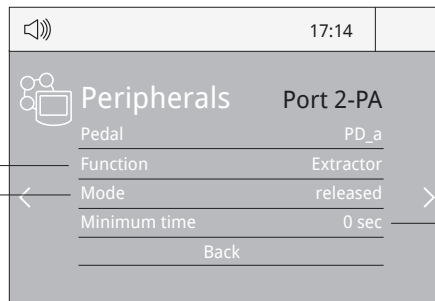 17:14
Peripherals Port 2-PA
Pedal PD_a
Function Extractor
Mode released
Minimum time 0 sec
Back